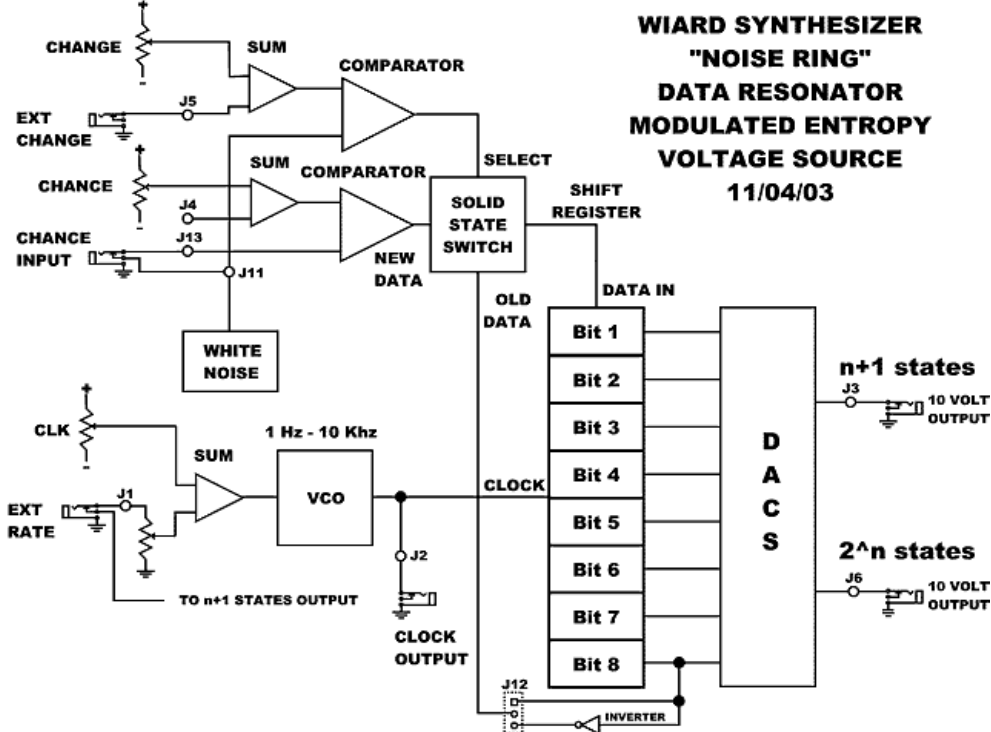 WIARD SYNTHESIZER
"NOISE RING"
DATA RESONATOR
MODULATED ENTROPY
VOLTAGE SOURCE
11/04/03
+
CHANGE
-
SUM
COMPARATOR
J5
EXT
CHANGE
SELECT
+
CHANCE
-
SUM
COMPARATOR
J4
SOLID
STATE
SWITCH
SHIFT
REGISTER
CHANCE
INPUT
J13
J11
NEW
DATA
OLD
DATA
DATA IN
WHITE
NOISE
Bit 1
Bit 2
Bit 3
Bit 4
Bit 5
Bit 6
Bit 7
Bit 8
DACS
n+1 states
J3
10 VOLT
OUTPUT
2^n states
J6
10 VOLT
OUTPUT
+
CLK
-
SUM
1 Hz - 10 Khz
VCO
CLOCK
EXT
RATE
J1
J2
TO n+1 STATES OUTPUT
CLOCK
OUTPUT
J12
INVERTER